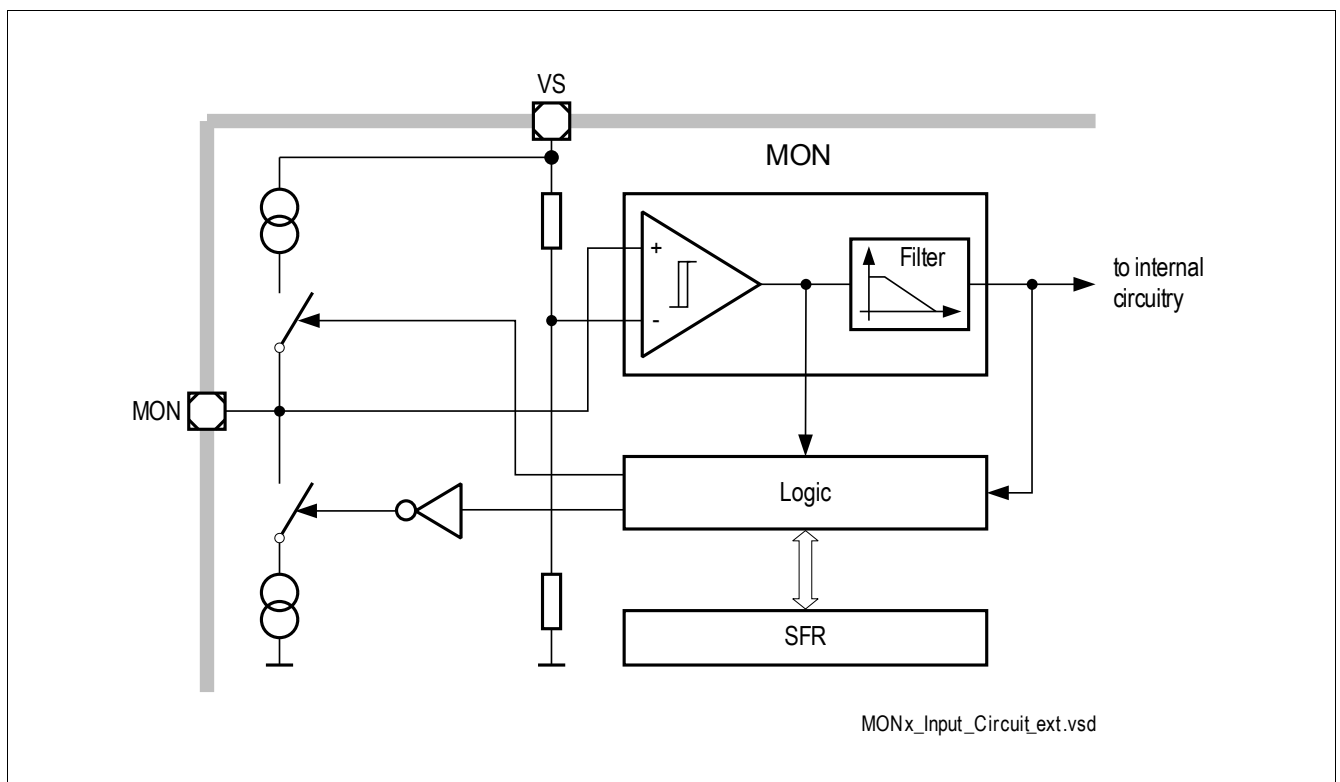 VS
MON
+
-
Filter
to internal
circuitry
MON
Logic
SFR
MONx_Input_Circuit_ext.vsd